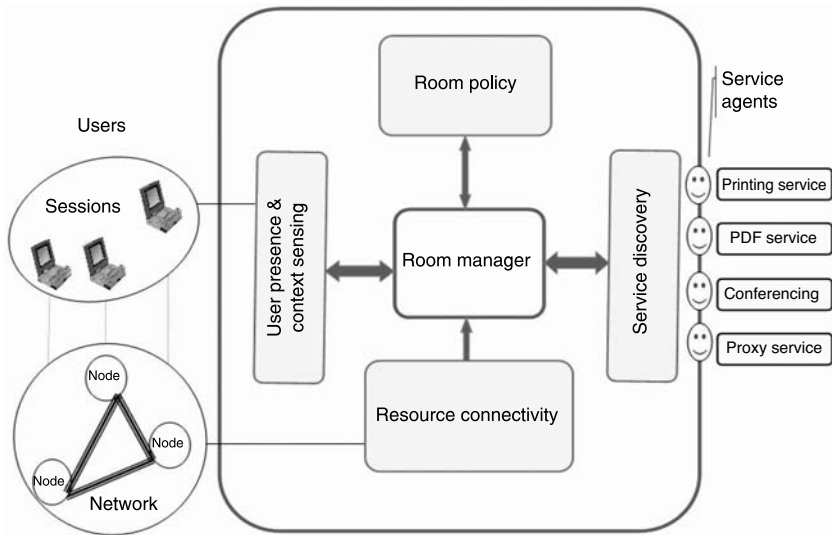 Users
Sessions
Node
Node
Node
Network
Room policy
User presence &
context sensing
Room manager
Service discovery
Resource connectivity
Service
agents
Printing service
PDF service
Conferencing
Proxy service